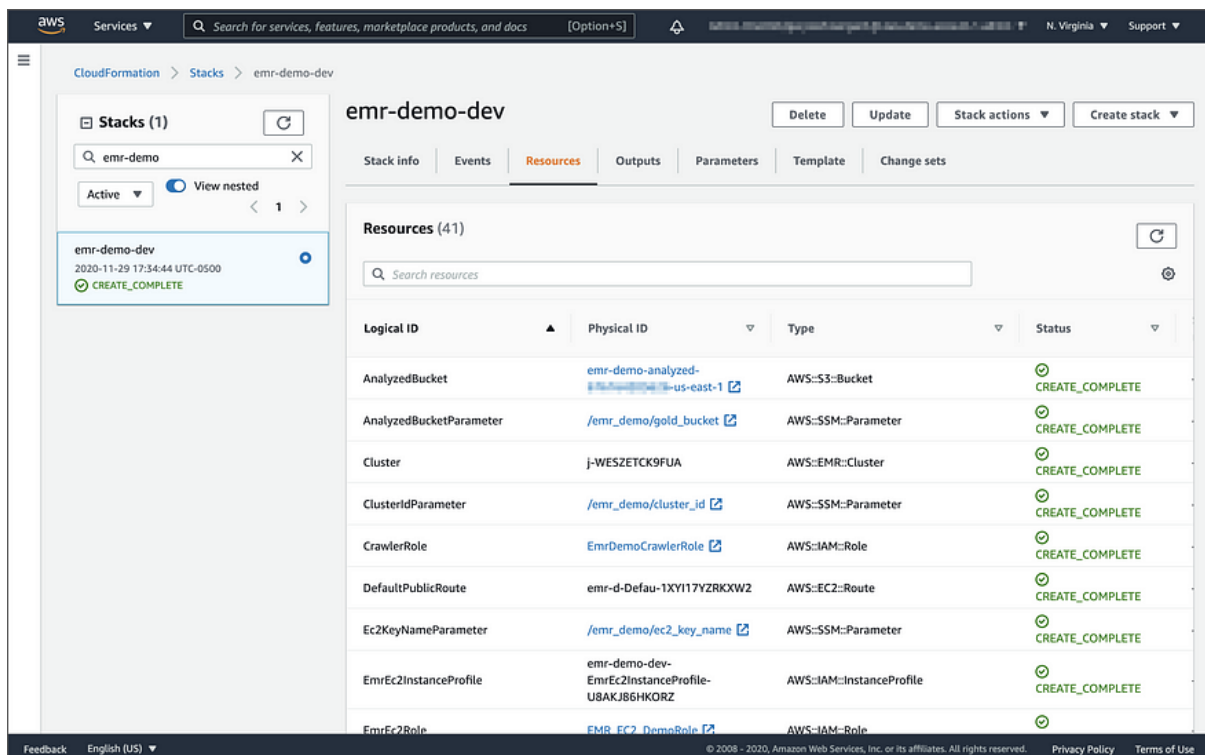 aws Services Search for services, features, marketplace products, and docs [Option+S] N. Virginia Support
CloudFormation > Stacks > emr-demo-dev
Stacks (1)
emr-demo
Active View nested
< 1 >
emr-demo-dev
2020-11-29 17:34:44 UTC-0500
CREATE_COMPLETE
emr-demo-dev
Delete Update Stack actions Create stack
Stack info Events Resources Outputs Parameters Template Change sets
Resources (41)
Search resources
Logical ID Physical ID Type Status
AnalyzedBucket emr-demo-analyzed- AWS::S3::Bucket CREATE_COMPLETE
-us-east-1
AnalyzedBucketParameter /emr_demo/gold_bucket AWS::SSM::Parameter CREATE_COMPLETE
Cluster j-WESZETCK9FUA AWS::EMR::Cluster CREATE_COMPLETE
ClusterIdParameter /emr_demo/cluster_id AWS::SSM::Parameter CREATE_COMPLETE
CrawlerRole EmrDemoCrawlerRole AWS::IAM::Role CREATE_COMPLETE
DefaultPublicRoute emr-d-Defau-1XYI17YZRKXW2 AWS::EC2::Route CREATE_COMPLETE
Ec2KeyNameParameter /emr_demo/ec2_key_name AWS::SSM::Parameter CREATE_COMPLETE
emr-demo-dev-
EmrEc2InstanceProfile EmrEc2InstanceProfile- AWS::IAM::InstanceProfile CREATE_COMPLETE
U8AKJ86HKORZ
EmrEc2Role EMR_EC2_DemoRole AWS::IAM::Role
Feedback English (US) © 2008 - 2020, Amazon Web Services, Inc. or its affiliates. All rights reserved. Privacy Policy Terms of Use